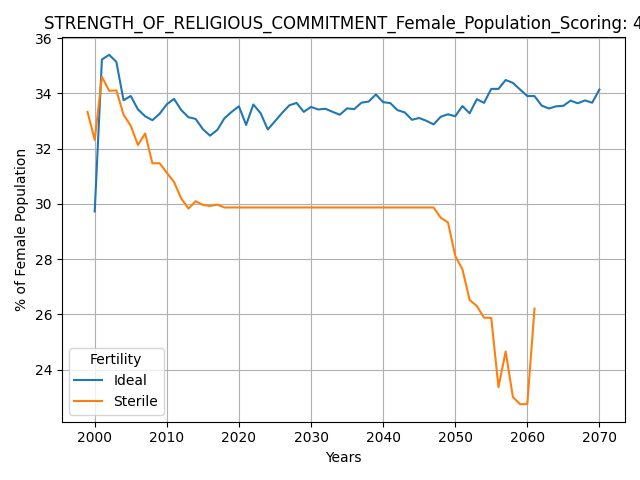 STRENGTH_OF_RELIGIOUS_COMMITMENT_Female_Population_Scoring: 4
36
34
32
30
28
26
24
% of Female Population
Fertility
Ideal
Sterile
2000 2010 2020 2030 2040 2050 2060 2070
Years